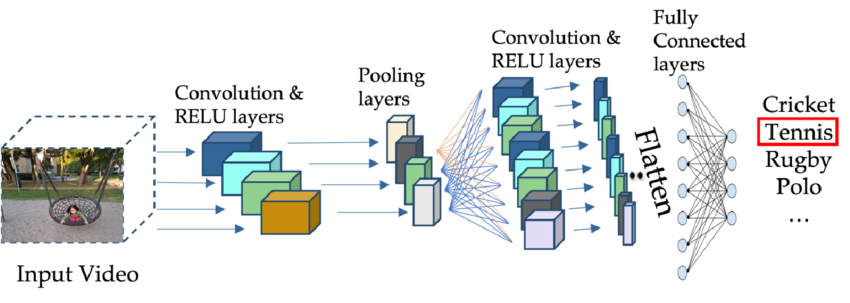 Convolution &
RELU layers
Pooling
layers
Convolution &
RELU layers
Fully
Connected
layers
Flatten
Cricket
Tennis
Rugby
Polo
...
Input Video